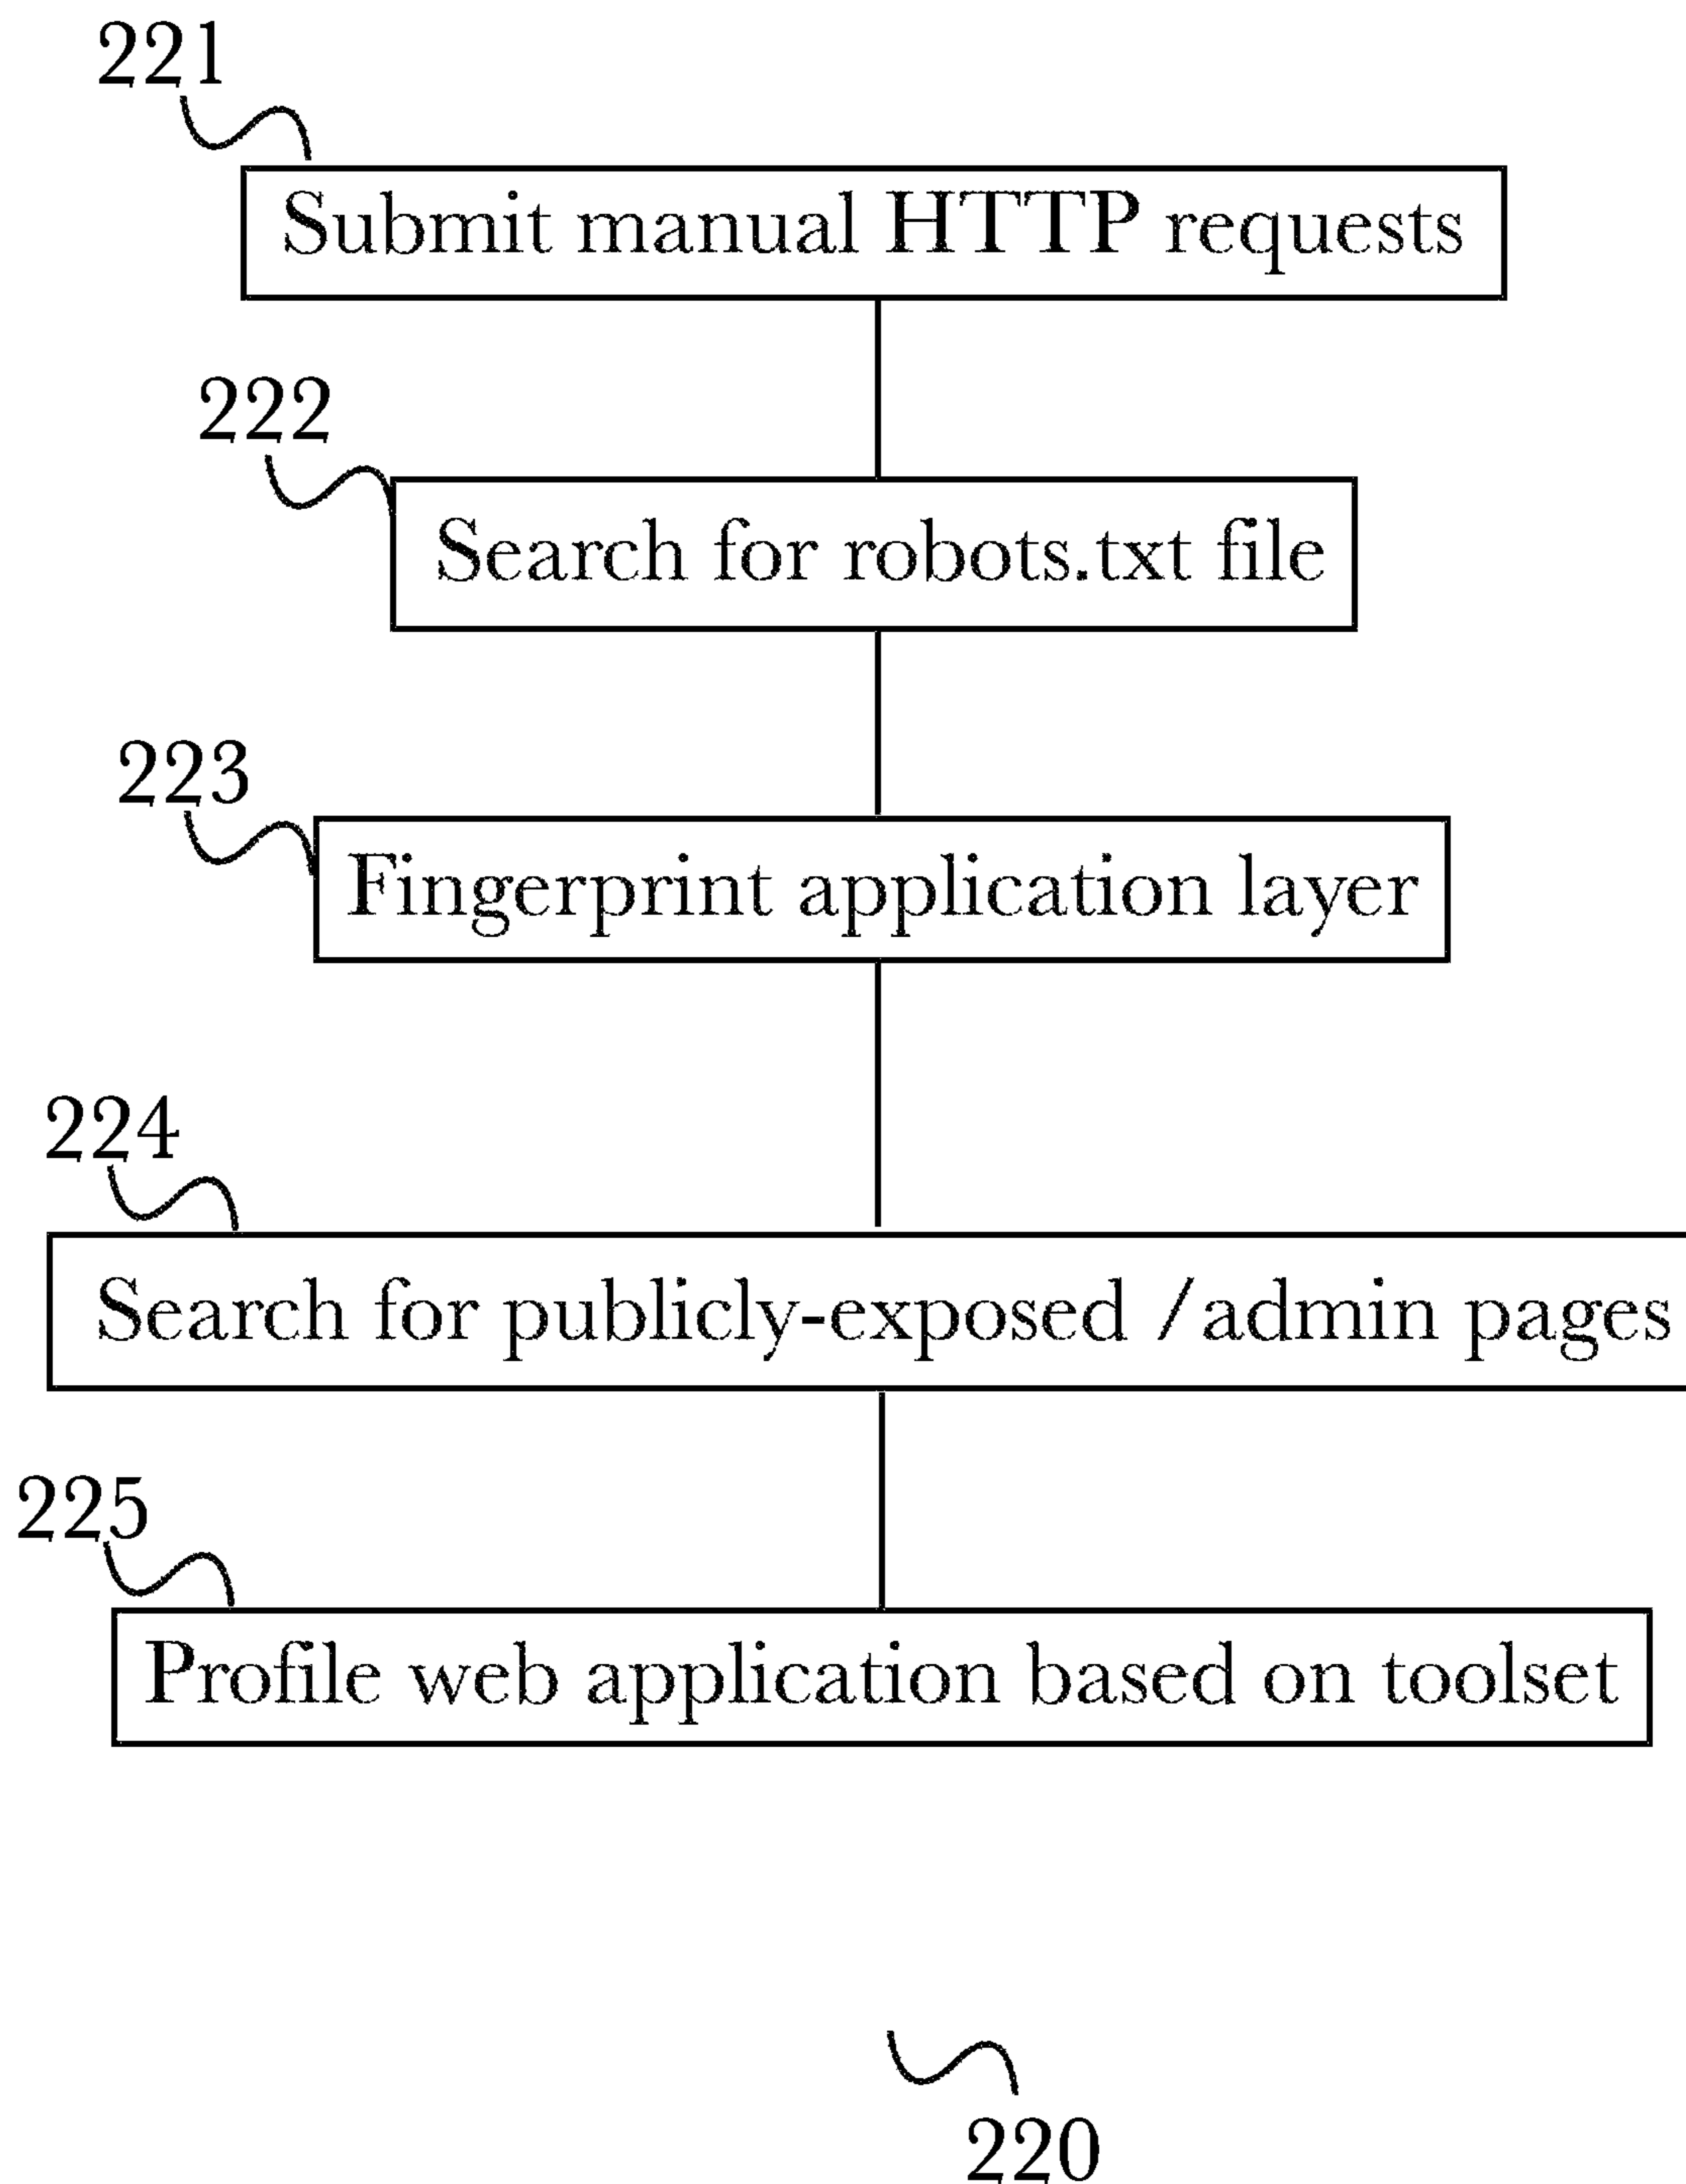 221
Submit manual HTTP requests
222
Search for robots.txt file
223
Fingerprint application layer
224
Search for publicly-exposed /admin pages
225
Profile web application based on toolset
220